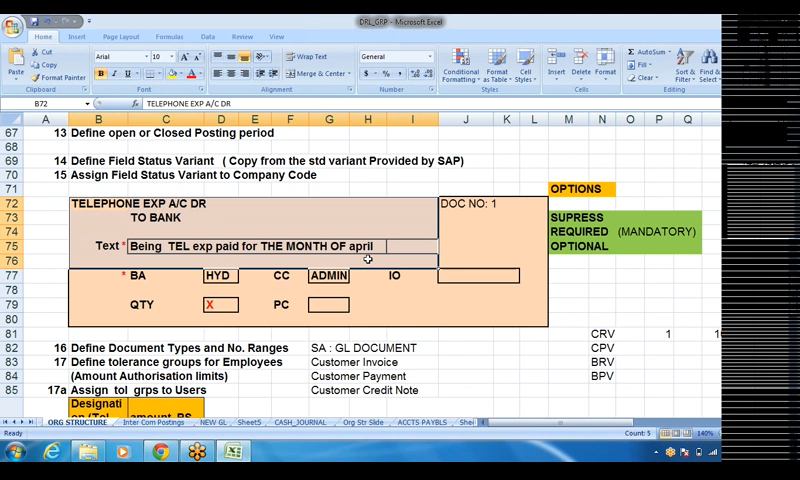 DRL_GRP - Microsoft Excel
Home Insert Page Layout Formulas Data Review View
Cut
Copy
Format Painter
Paste
Clipboard
Arial 10
Font
Wrap Text
Merge & Center
Alignment
General
Number
Conditional Formatting
Format as Table
Cell Styles
Styles
Insert Delete Format
Cells
AutoSum
Fill
Clear
Sort & Filter
Find & Select
B72 TELEPHONE EXP A/C DR
A B C D E F G H I J K L M N O P Q
67 13 Define open or Closed Posting period
68
69 14 Define Field Status Variant ( Copy from the std variant Provided by SAP)
70 15 Assign Field Status Variant to Company Code
71 OPTIONS
72 TELEPHONE EXP A/C DR DOC NO: 1
73 TO BANK SUPRESS
74 REQUIRED (MANDATORY)
75 Text * Being TEL exp paid for THE MONTH OF april OPTIONAL
76
77 * BA HYD CC ADMIN IO
78
79 QTY X PC
80
81 CRV 1
82 16 Define Document Types and No. Ranges SA : GL DOCUMENT CPV
83 17 Define tolerance groups for Employees Customer Invoice BRV
84 (Amount Authorisation limits) Customer Payment BPV
85 17a Assign tol grps to Users Customer Credit Note
Designati
on (Tol amount RS
ORG STRUCTURE Inter Com Postings NEW GL Sheet5 CASH_JOURNAL Org Str Slide ACCTS PAYBLS
Ready Count: 5 140%